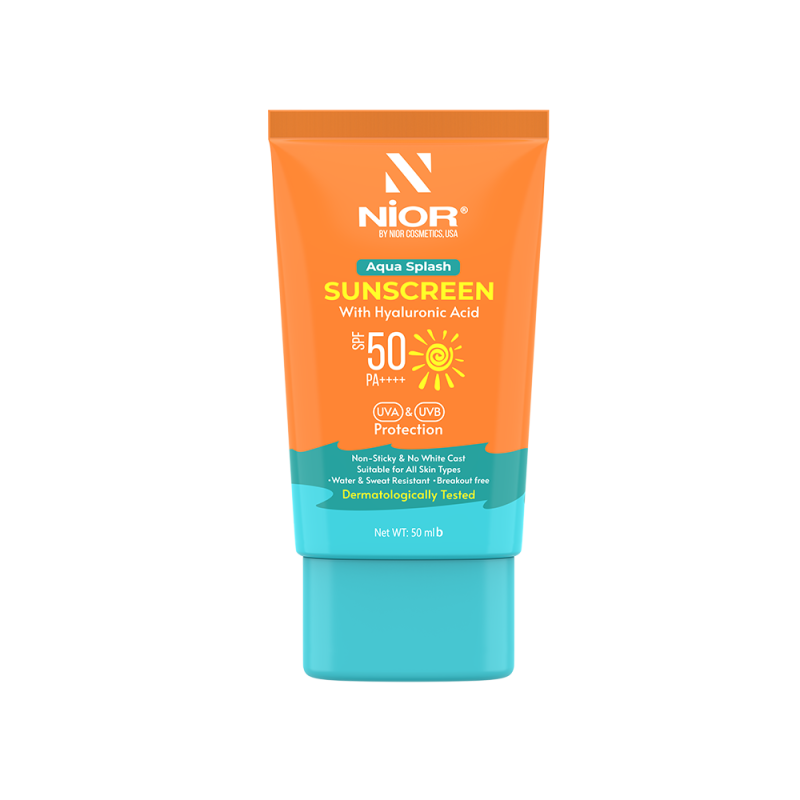 NiOR®
BY NIOR COSMETICS, USA
Aqua Splash
SUNSCREEN
With Hyaluronic Acid
SPF 50
PA++++
UVA & UVB
Protection
Non-Sticky & No White Cast
Suitable for All Skin Types
•Water & Sweat Resistant •Breakout free
Dermatologically Tested
Net WT: 50 mlb